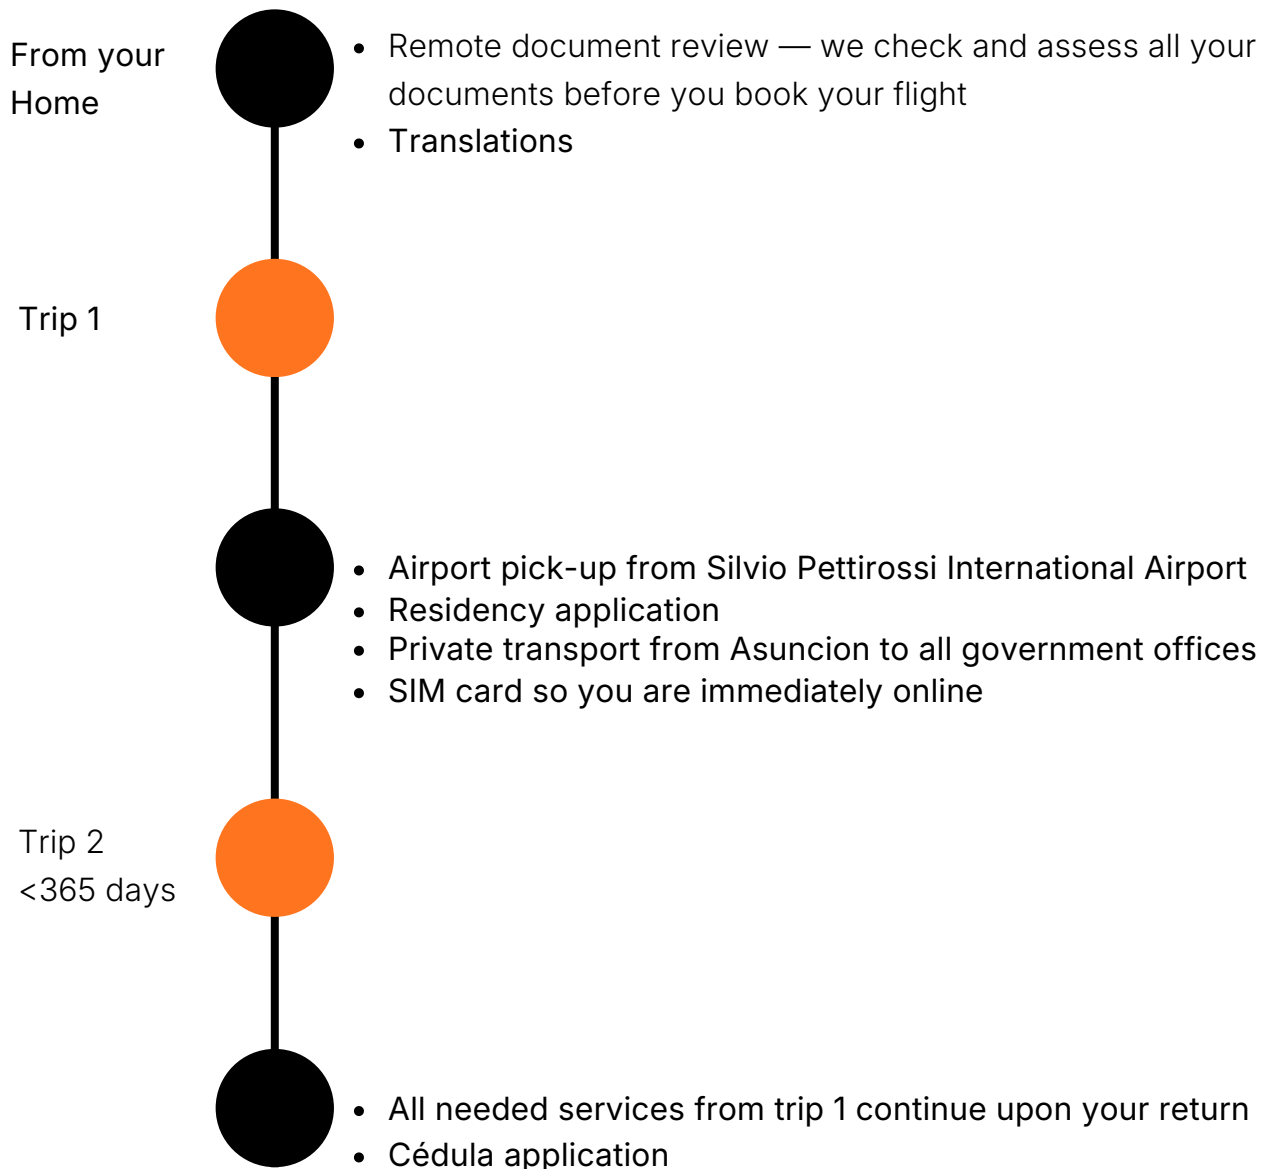 From your
Home
• Remote document review — we check and assess all your
documents before you book your flight
• Translations
Trip 1
• Airport pick-up from Silvio Pettirossi International Airport
• Residency application
• Private transport from Asuncion to all government offices
• SIM card so you are immediately online
Trip 2
<365 days
• All needed services from trip 1 continue upon your return
• Cédula application